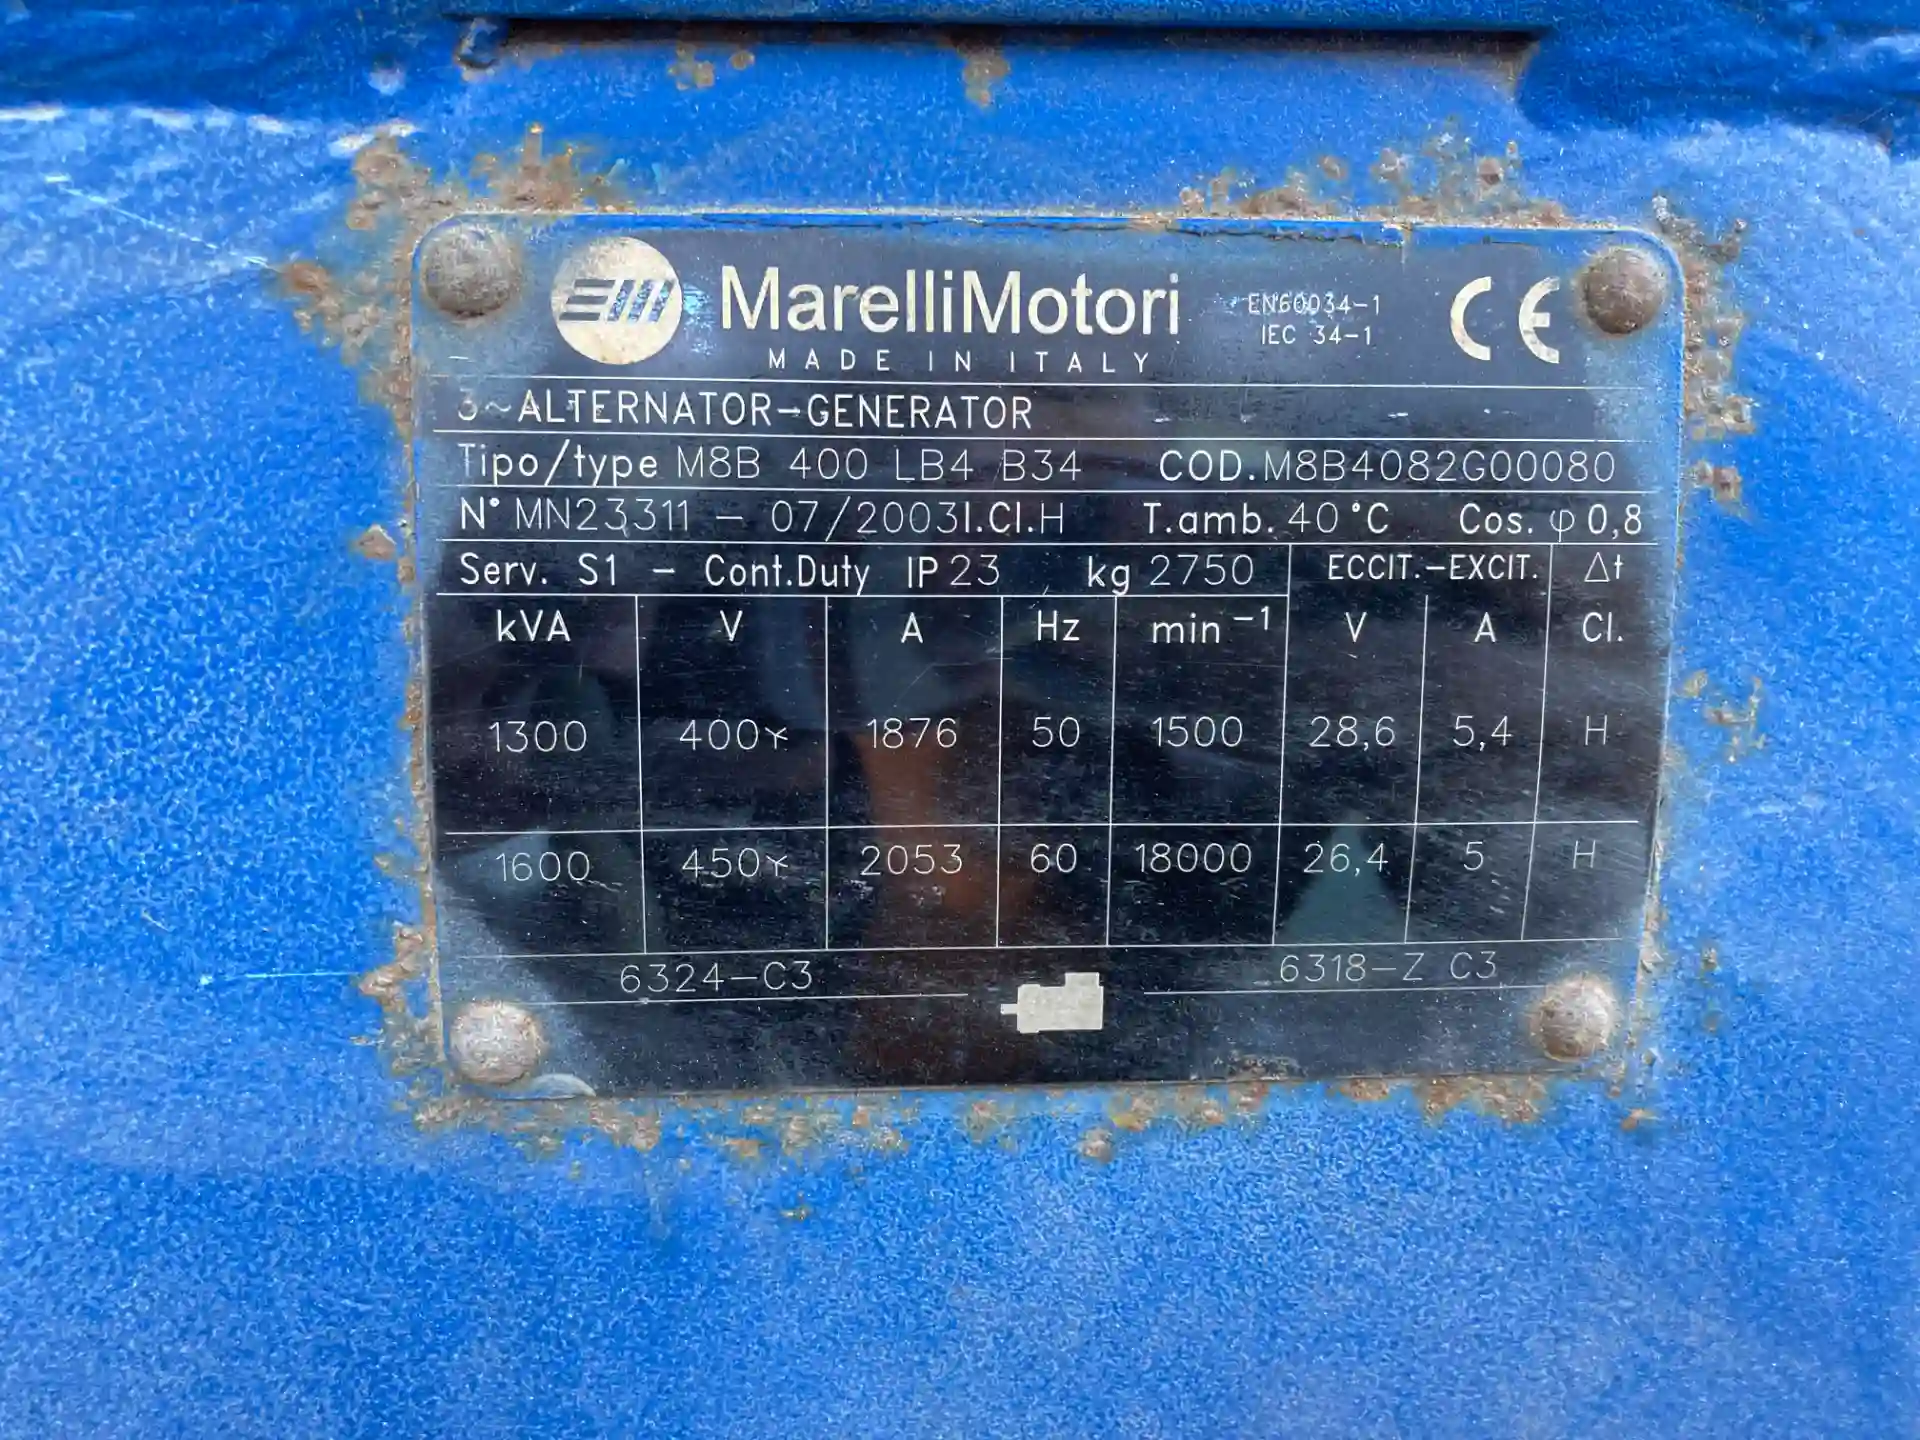 MarelliMotori
MADE IN ITALY
EN60034-1
IEC 34-1
CE
3~ALTERNATOR-GENERATOR
Tipo/type M8B 400 LB4 B34 COD.M8B4082G00080
N° MN23311 - 07/2003I.Cl.H T.amb.40°C Cos.φ0,8
Serv. S1 - Cont.Duty IP23 kg 2750 ECCIT.-EXCIT. Δt
kVA V A Hz min⁻¹ V A Cl.
1300 400Y 1876 50 1500 28,6 5,4 H
1600 450Y 2053 60 18000 26,4 5 H
6324-C3 6318-Z C3